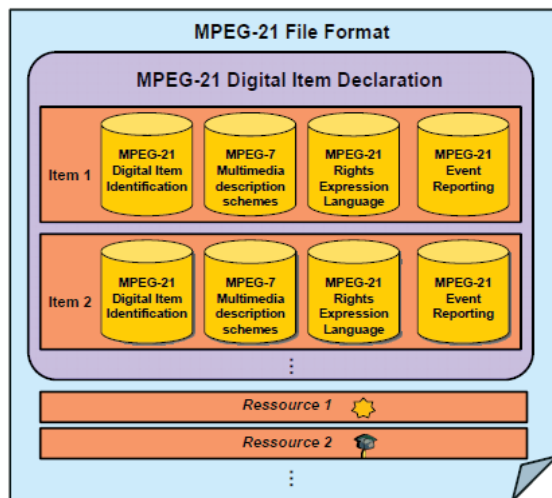 MPEG-21 File Format
MPEG-21 Digital Item Declaration
Item 1
MPEG-21
Digital Item
Identification
MPEG-7
Multimedia
description
schemes
MPEG-21
Rights
Expression
Language
MPEG-21
Event
Reporting
Item 2
MPEG-21
Digital Item
Identification
MPEG-7
Multimedia
description
schemes
MPEG-21
Rights
Expression
Language
MPEG-21
Event
Reporting
⋮
Ressource 1
Ressource 2
⋮